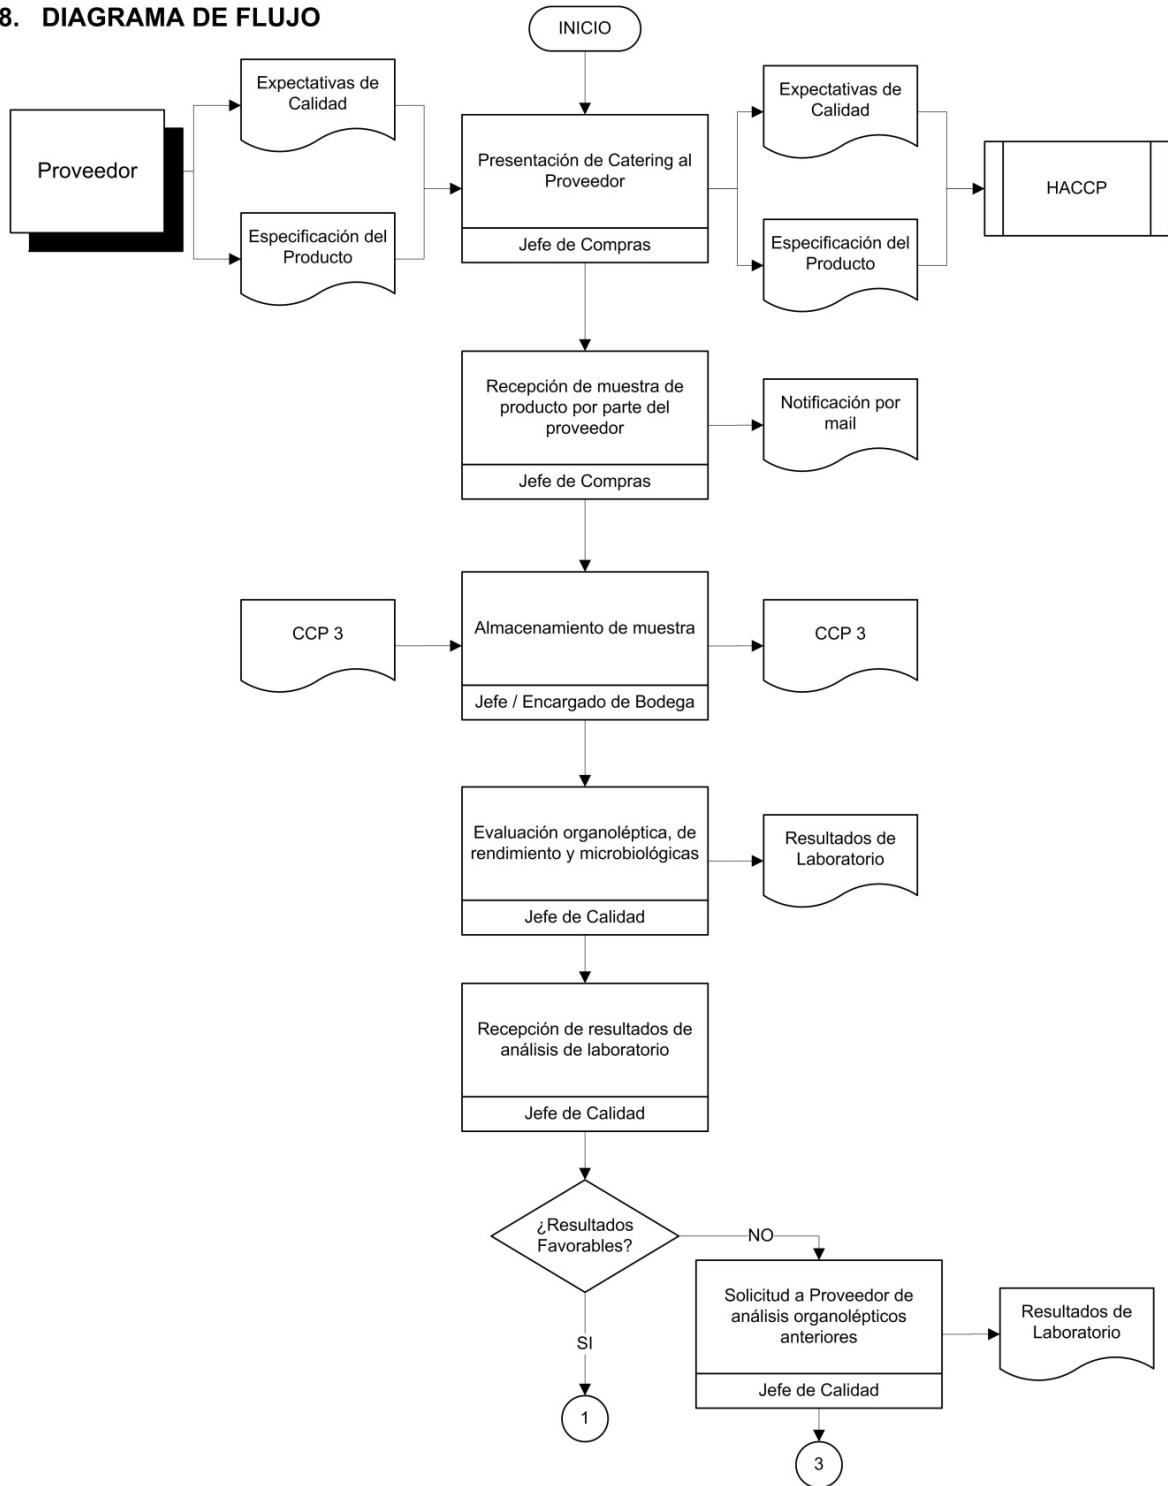 8. DIAGRAMA DE FLUJO
INICIO
Proveedor
Expectativas de
Calidad
Especificación del
Producto
Presentación de Catering al
Proveedor
Jefe de Compras
Expectativas de
Calidad
Especificación del
Producto
HACCP
Recepción de muestra de
producto por parte del
proveedor
Jefe de Compras
Notificación por
mail
CCP 3
Almacenamiento de muestra
Jefe / Encargado de Bodega
CCP 3
Evaluación organoléptica, de
rendimiento y microbiológicas
Jefe de Calidad
Resultados de
Laboratorio
Recepción de resultados de
análisis de laboratorio
Jefe de Calidad
¿Resultados
Favorables?
NO
SI
1
Solicitud a Proveedor de
análisis organolépticos
anteriores
Jefe de Calidad
Resultados de
Laboratorio
3